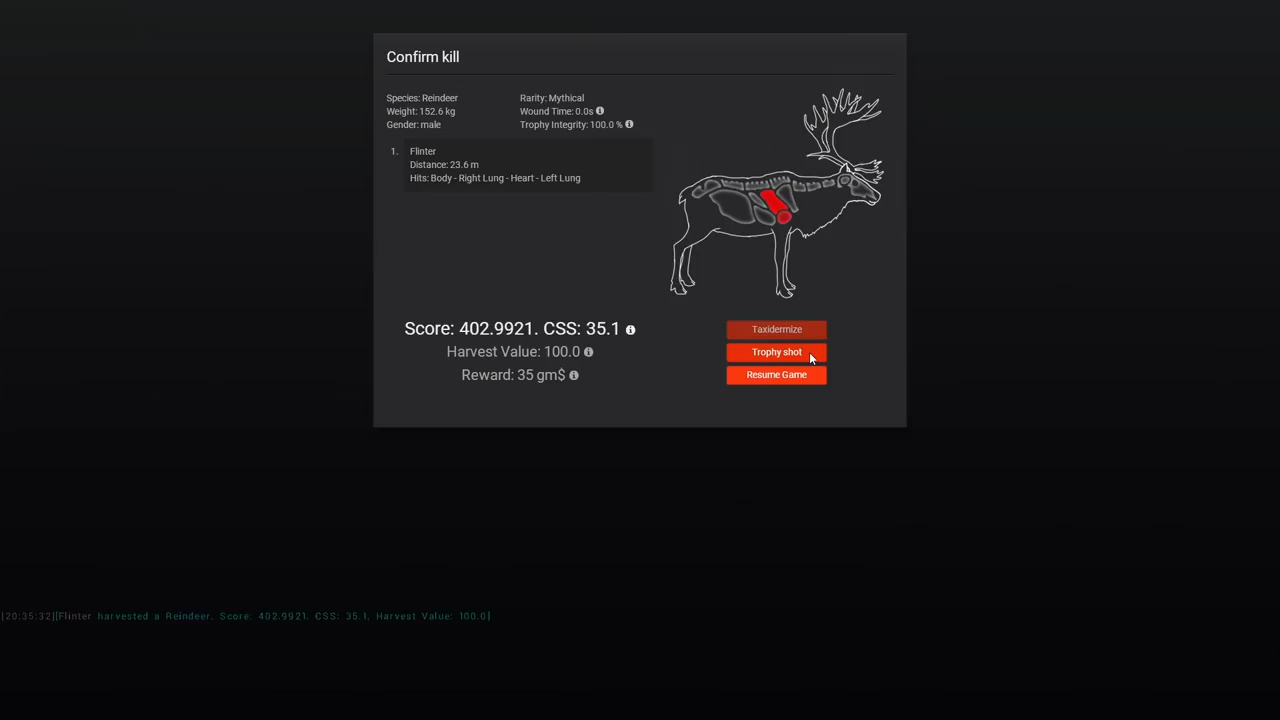 Confirm kill
Species: Reindeer
Weight: 152.6 kg
Gender: male
Rarity: Mythical
Wound Time: 0.0s
Trophy Integrity: 100.0 %
1. Flinter
Distance: 23.6 m
Hits: Body - Right Lung - Heart - Left Lung
Score: 402.9921. CSS: 35.1
Harvest Value: 100.0
Reward: 35 gm$
Taxidermize
Trophy shot
Resume Game
[20:35:32][Flinter harvested a Reindeer. Score: 402.9921. CSS: 35.1, Harvest Value: 100.0]